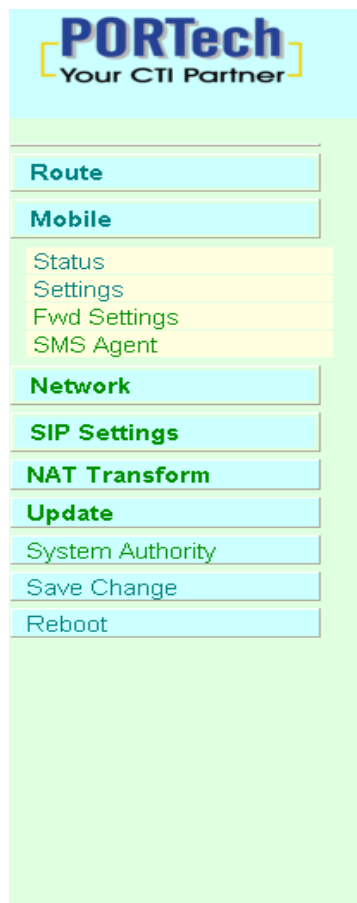 PORTech
Your CTI Partner
Route
Mobile
Status
Settings
Fwd Settings
SMS Agent
Network
SIP Settings
NAT Transform
Update
System Authority
Save Change
Reboot